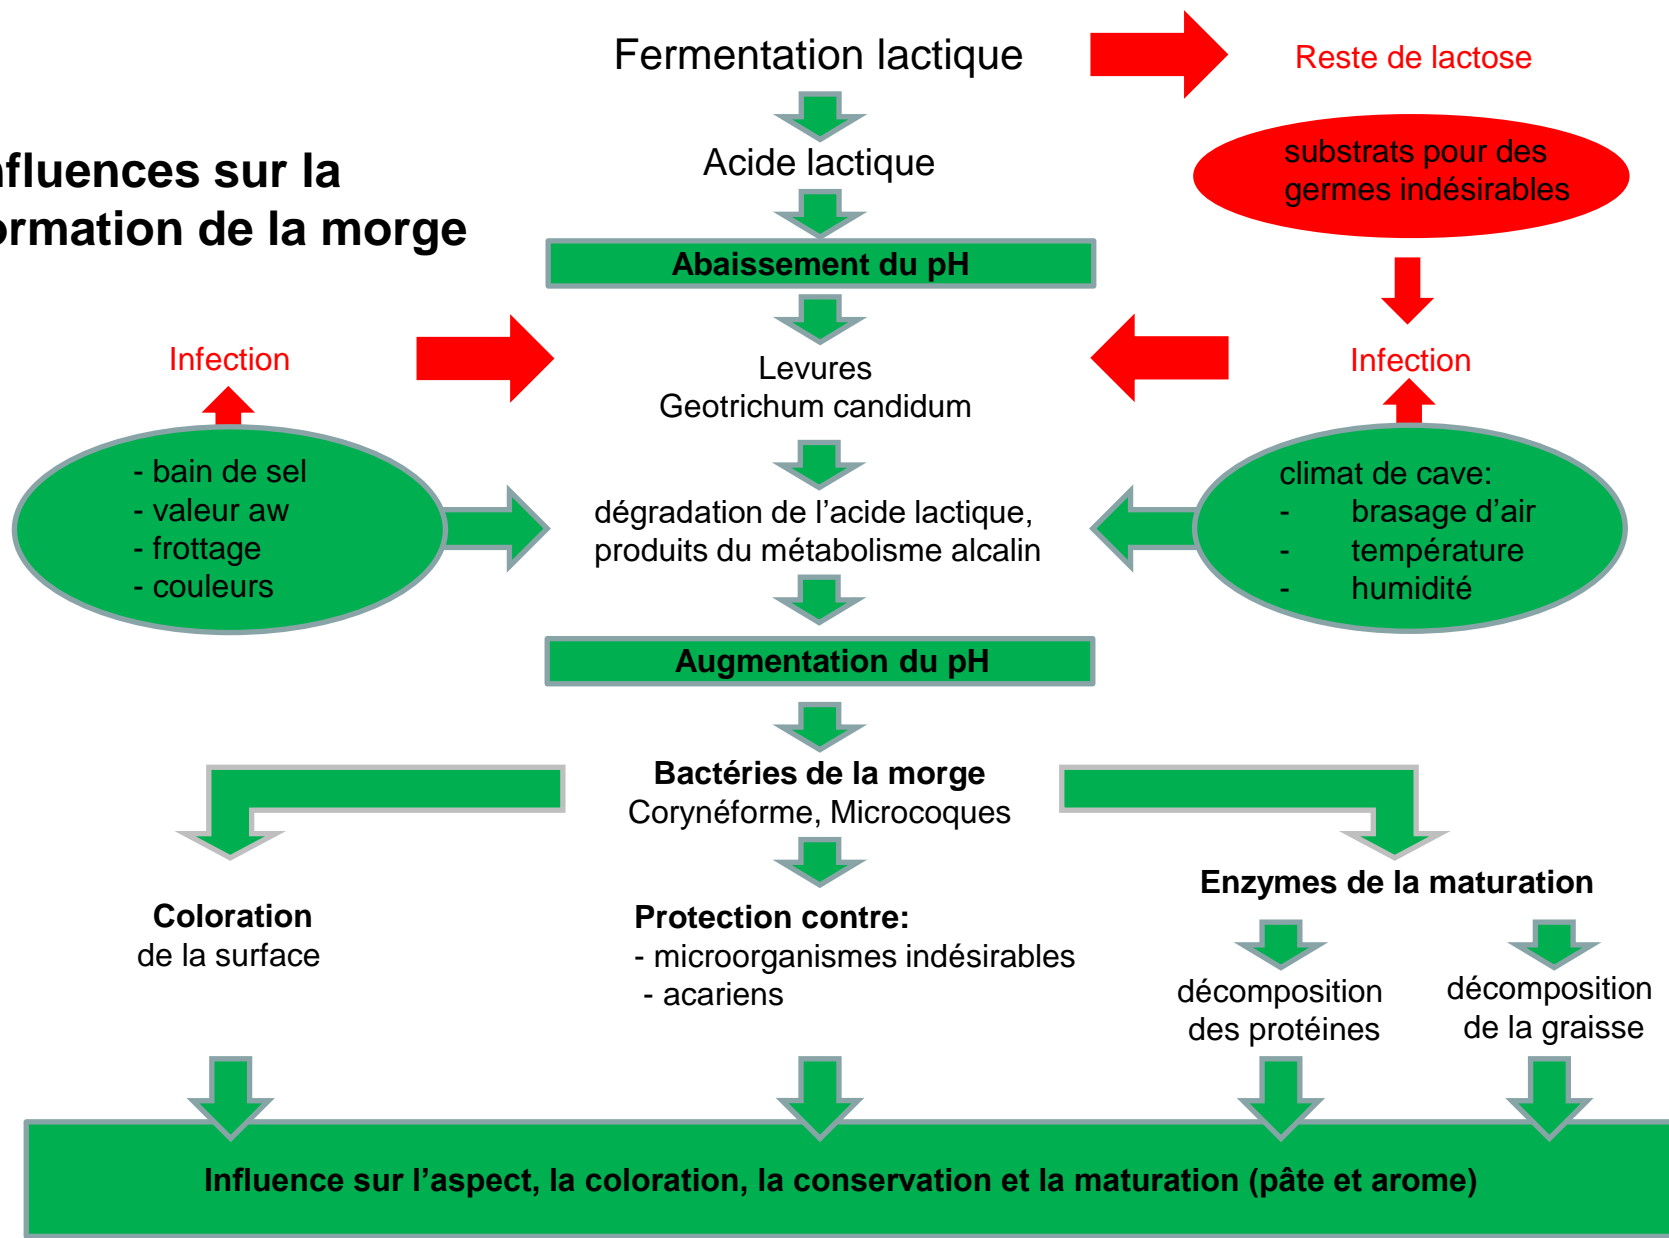 Fermentation lactique
Reste de lactose
nfluences sur la
ormation de la morge
Acide lactique
substrats pour des
germes indésirables
Abaissement du pH
Infection
Levures
Geotrichum candidum
Infection
- bain de sel
- valeur aw
- frottage
- couleurs
dégradation de l’acide lactique,
produits du métabolisme alcalin
climat de cave:
- brasage d’air
- température
- humidité
Augmentation du pH
Bactéries de la morge
Corynéforme, Microcoques
Coloration
de la surface
Protection contre:
- microorganismes indésirables
- acariens
Enzymes de la maturation
décomposition
des protéines
décomposition
de la graisse
Influence sur l’aspect, la coloration, la conservation et la maturation (pâte et arome)